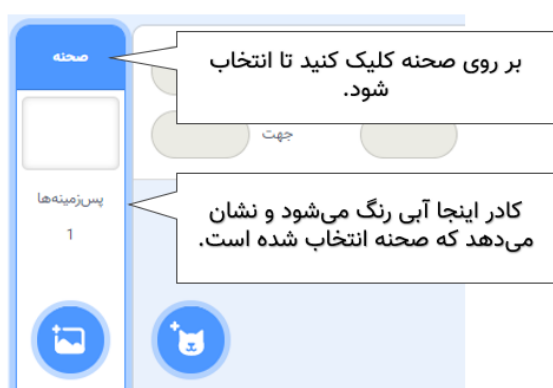 صحنه
بر روی صحنه کلیک کنید تا انتخاب
شود.
جهت
پس‌زمینه‌ها
1
کادر اینجا آبی رنگ می‌شود و نشان
می‌دهد که صحنه انتخاب شده است.